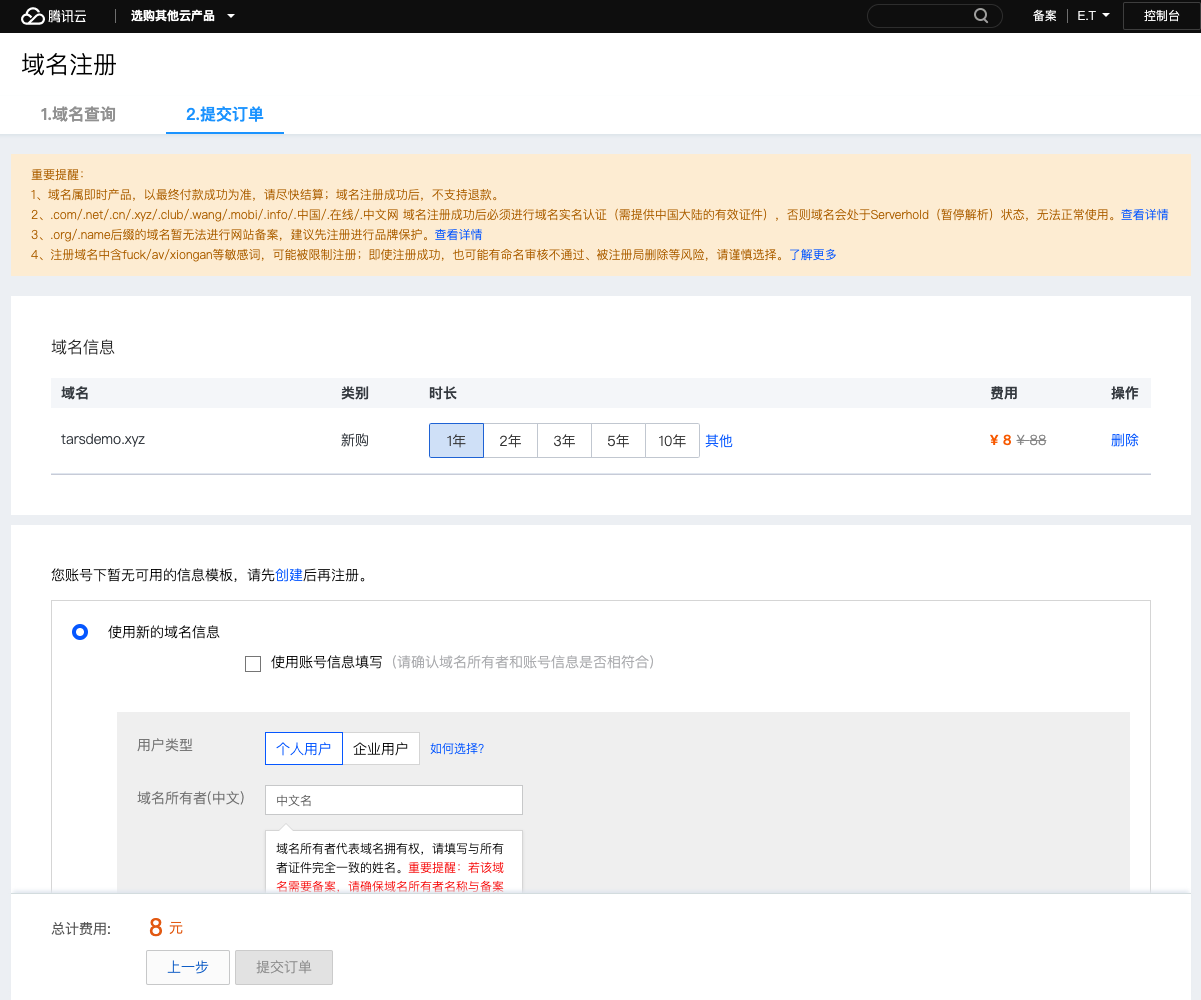 腾讯云 选购其他云产品 备案 E.T 控制台
域名注册
1.域名查询 2.提交订单
重要提醒：
1、域名属即时产品，以最终付款成功为准，请尽快结算；域名注册成功后，不支持退款。
2、.com/.net/.cn/.xyz/.club/.wang/.mobi/.info/.中国/.在线/.中文网 域名注册成功后必须进行域名实名认证（需提供中国大陆的有效证件），否则域名会处于Serverhold（暂停解析）状态，无法正常使用。查看详情
3、.org/.name后缀的域名暂无法进行网站备案，建议先注册进行品牌保护。查看详情
4、注册域名中含fuck/av/xiongan等敏感词，可能被限制注册；即使注册成功，也可能有命名审核不通过、被注册局删除等风险，请谨慎选择。了解更多
域名信息
域名 类别 时长 费用 操作
tarsdemo.xyz 新购 1年 2年 3年 5年 10年 其他 ¥ 8 ¥ 88 删除
您账号下暂无可用的信息模板，请先创建后再注册。
使用新的域名信息
使用账号信息填写（请确认域名所有者和账号信息是否相符合）
用户类型 个人用户 企业用户 如何选择?
域名所有者(中文) 中文名
域名所有者代表域名拥有权，请填写与所有
者证件完全一致的姓名。重要提醒：若该域
名需要备案，请确保域名所有者名称与备案
总计费用: 8 元
上一步 提交订单